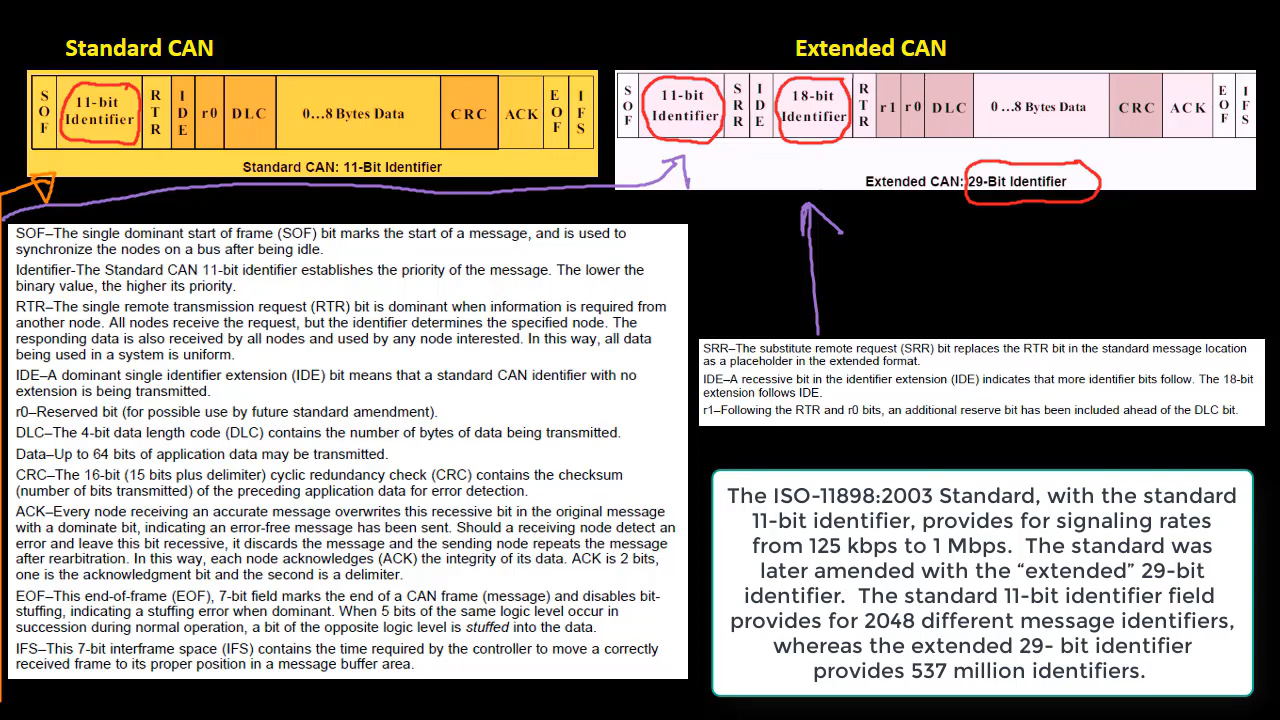 Standard CAN
SOF 11-bit Identifier RTR IDE r0 DLC 0...8 Bytes Data CRC ACK EOF IFS
Standard CAN: 11-Bit Identifier
Extended CAN
SOF 11-bit Identifier SRR IDE 18-bit Identifier RTR r1 r0 DLC 0...8 Bytes Data CRC ACK EOF IFS
Extended CAN: 29-Bit Identifier
SOF–The single dominant start of frame (SOF) bit marks the start of a message, and is used to
synchronize the nodes on a bus after being idle.
Identifier-The Standard CAN 11-bit identifier establishes the priority of the message. The lower the
binary value, the higher its priority.
RTR–The single remote transmission request (RTR) bit is dominant when information is required from
another node. All nodes receive the request, but the identifier determines the specified node. The
responding data is also received by all nodes and used by any node interested. In this way, all data
being used in a system is uniform.
IDE–A dominant single identifier extension (IDE) bit means that a standard CAN identifier with no
extension is being transmitted.
r0–Reserved bit (for possible use by future standard amendment).
DLC–The 4-bit data length code (DLC) contains the number of bytes of data being transmitted.
Data–Up to 64 bits of application data may be transmitted.
CRC–The 16-bit (15 bits plus delimiter) cyclic redundancy check (CRC) contains the checksum
(number of bits transmitted) of the preceding application data for error detection.
ACK–Every node receiving an accurate message overwrites this recessive bit in the original message
with a dominate bit, indicating an error-free message has been sent. Should a receiving node detect an
error and leave this bit recessive, it discards the message and the sending node repeats the message
after rearbitration. In this way, each node acknowledges (ACK) the integrity of its data. ACK is 2 bits,
one is the acknowledgment bit and the second is a delimiter.
EOF–This end-of-frame (EOF), 7-bit field marks the end of a CAN frame (message) and disables bit-
stuffing, indicating a stuffing error when dominant. When 5 bits of the same logic level occur in
succession during normal operation, a bit of the opposite logic level is stuffed into the data.
IFS–This 7-bit interframe space (IFS) contains the time required by the controller to move a correctly
received frame to its proper position in a message buffer area.
SRR–The substitute remote request (SRR) bit replaces the RTR bit in the standard message location
as a placeholder in the extended format.
IDE–A recessive bit in the identifier extension (IDE) indicates that more identifier bits follow. The 18-bit
extension follows IDE.
r1–Following the RTR and r0 bits, an additional reserve bit has been included ahead of the DLC bit.
The ISO-11898:2003 Standard, with the standard
11-bit identifier, provides for signaling rates
from 125 kbps to 1 Mbps. The standard was
later amended with the “extended” 29-bit
identifier. The standard 11-bit identifier field
provides for 2048 different message identifiers,
whereas the extended 29- bit identifier
provides 537 million identifiers.